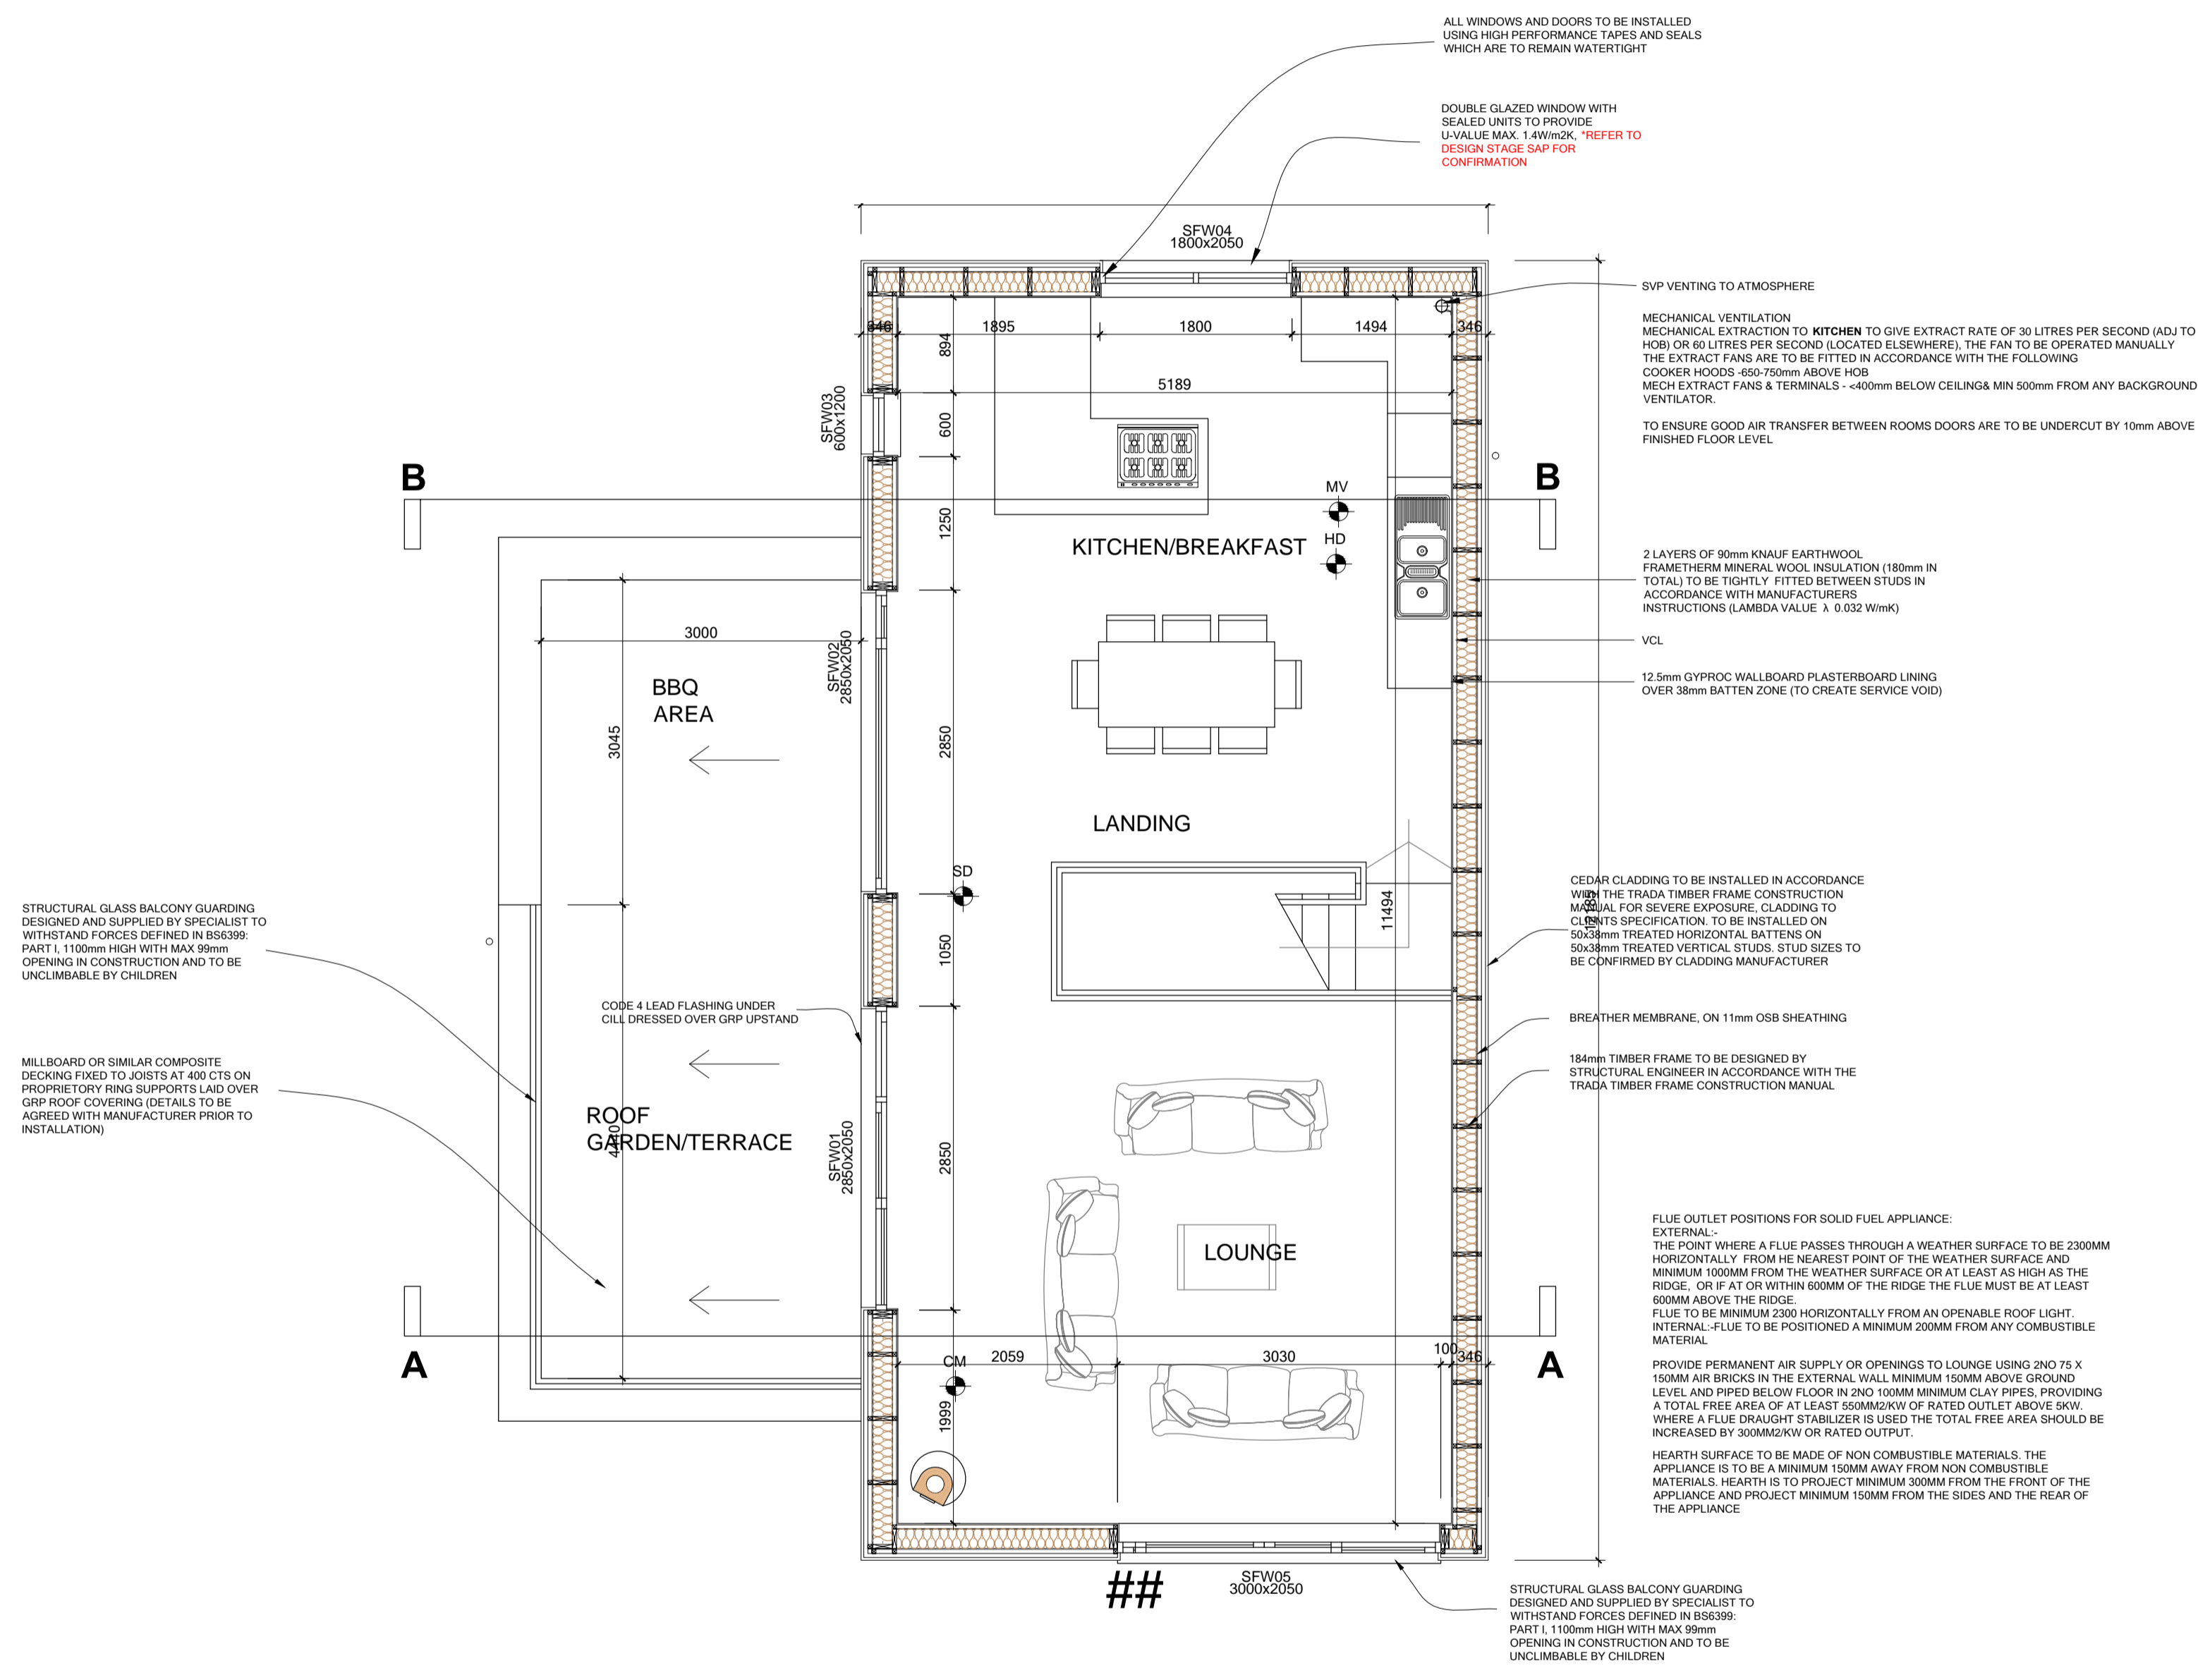 ALL WINDOWS AND DOORS TO BE INSTALLED
USING HIGH PERFORMANCE TAPES AND SEALS
WHICH ARE TO REMAIN WATERTIGHT
DOUBLE GLAZED WINDOW WITH
SEALED UNITS TO PROVIDE
U-VALUE MAX. 1.4W/m2K, *REFER TO
DESIGN STAGE SAP FOR
CONFIRMATION
SFW04
1800x2050
SVP VENTING TO ATMOSPHERE
MECHANICAL VENTILATION
MECHANICAL EXTRACTION TO KITCHEN TO GIVE EXTRACT RATE OF 30 LITRES PER SECOND (ADJ TO
HOB) OR 60 LITRES PER SECOND (LOCATED ELSEWHERE), THE FAN TO BE OPERATED MANUALLY
THE EXTRACT FANS ARE TO BE FITTED IN ACCORDANCE WITH THE FOLLOWING
COOKER HOODS -650-750mm ABOVE HOB
MECH EXTRACT FANS & TERMINALS - <400mm BELOW CEILING& MIN 500mm FROM ANY BACKGROUND
VENTILATOR.
TO ENSURE GOOD AIR TRANSFER BETWEEN ROOMS DOORS ARE TO BE UNDERCUT BY 10mm ABOVE
FINISHED FLOOR LEVEL
346
1895
1800
1494
346
894
5189
SFW03
600x1200
600
B
B
MV
1250
HD
KITCHEN/BREAKFAST
2 LAYERS OF 90mm KNAUF EARTHWOOL
FRAMETHERM MINERAL WOOL INSULATION (180mm IN
TOTAL) TO BE TIGHTLY FITTED BETWEEN STUDS IN
ACCORDANCE WITH MANUFACTURERS
INSTRUCTIONS (LAMBDA VALUE λ 0.032 W/mK)
3000
SFW02
2850x2050
VCL
12.5mm GYPROC WALLBOARD PLASTERBOARD LINING
OVER 38mm BATTEN ZONE (TO CREATE SERVICE VOID)
BBQ
AREA
3045
2850
LANDING
SD
11494
12185
CEDAR CLADDING TO BE INSTALLED IN ACCORDANCE
WITH THE TRADA TIMBER FRAME CONSTRUCTION
MANUAL FOR SEVERE EXPOSURE, CLADDING TO
CLIENTS SPECIFICATION. TO BE INSTALLED ON
50x38mm TREATED HORIZONTAL BATTENS ON
50x38mm TREATED VERTICAL STUDS. STUD SIZES TO
BE CONFIRMED BY CLADDING MANUFACTURER
STRUCTURAL GLASS BALCONY GUARDING
DESIGNED AND SUPPLIED BY SPECIALIST TO
WITHSTAND FORCES DEFINED IN BS6399:
PART I, 1100mm HIGH WITH MAX 99mm
OPENING IN CONSTRUCTION AND TO BE
UNCLIMBABLE BY CHILDREN
1050
CODE 4 LEAD FLASHING UNDER
CILL DRESSED OVER GRP UPSTAND
BREATHER MEMBRANE, ON 11mm OSB SHEATHING
MILLBOARD OR SIMILAR COMPOSITE
DECKING FIXED TO JOISTS AT 400 CTS ON
PROPRIETORY RING SUPPORTS LAID OVER
GRP ROOF COVERING (DETAILS TO BE
AGREED WITH MANUFACTURER PRIOR TO
INSTALLATION)
184mm TIMBER FRAME TO BE DESIGNED BY
STRUCTURAL ENGINEER IN ACCORDANCE WITH THE
TRADA TIMBER FRAME CONSTRUCTION MANUAL
ROOF
GARDEN/TERRACE
4440
SFW01
2850x2050
2850
LOUNGE
FLUE OUTLET POSITIONS FOR SOLID FUEL APPLIANCE:
EXTERNAL:-
THE POINT WHERE A FLUE PASSES THROUGH A WEATHER SURFACE TO BE 2300MM
HORIZONTALLY FROM HE NEAREST POINT OF THE WEATHER SURFACE AND
MINIMUM 1000MM FROM THE WEATHER SURFACE OR AT LEAST AS HIGH AS THE
RIDGE, OR IF AT OR WITHIN 600MM OF THE RIDGE THE FLUE MUST BE AT LEAST
600MM ABOVE THE RIDGE.
FLUE TO BE MINIMUM 2300 HORIZONTALLY FROM AN OPENABLE ROOF LIGHT.
INTERNAL:-FLUE TO BE POSITIONED A MINIMUM 200MM FROM ANY COMBUSTIBLE
MATERIAL
PROVIDE PERMANENT AIR SUPPLY OR OPENINGS TO LOUNGE USING 2NO 75 X
150MM AIR BRICKS IN THE EXTERNAL WALL MINIMUM 150MM ABOVE GROUND
LEVEL AND PIPED BELOW FLOOR IN 2NO 100MM MINIMUM CLAY PIPES, PROVIDING
A TOTAL FREE AREA OF AT LEAST 550MM2/KW OF RATED OUTLET ABOVE 5KW.
WHERE A FLUE DRAUGHT STABILIZER IS USED THE TOTAL FREE AREA SHOULD BE
INCREASED BY 300MM2/KW OR RATED OUTPUT.
HEARTH SURFACE TO BE MADE OF NON COMBUSTIBLE MATERIALS. THE
APPLIANCE IS TO BE A MINIMUM 150MM AWAY FROM NON COMBUSTIBLE
MATERIALS. HEARTH IS TO PROJECT MINIMUM 300MM FROM THE FRONT OF THE
APPLIANCE AND PROJECT MINIMUM 150MM FROM THE SIDES AND THE REAR OF
THE APPLIANCE
A
A
CM
2059
3030
100
346
1999
##
SFW05
3000x2050
STRUCTURAL GLASS BALCONY GUARDING
DESIGNED AND SUPPLIED BY SPECIALIST TO
WITHSTAND FORCES DEFINED IN BS6399:
PART I, 1100mm HIGH WITH MAX 99mm
OPENING IN CONSTRUCTION AND TO BE
UNCLIMBABLE BY CHILDREN